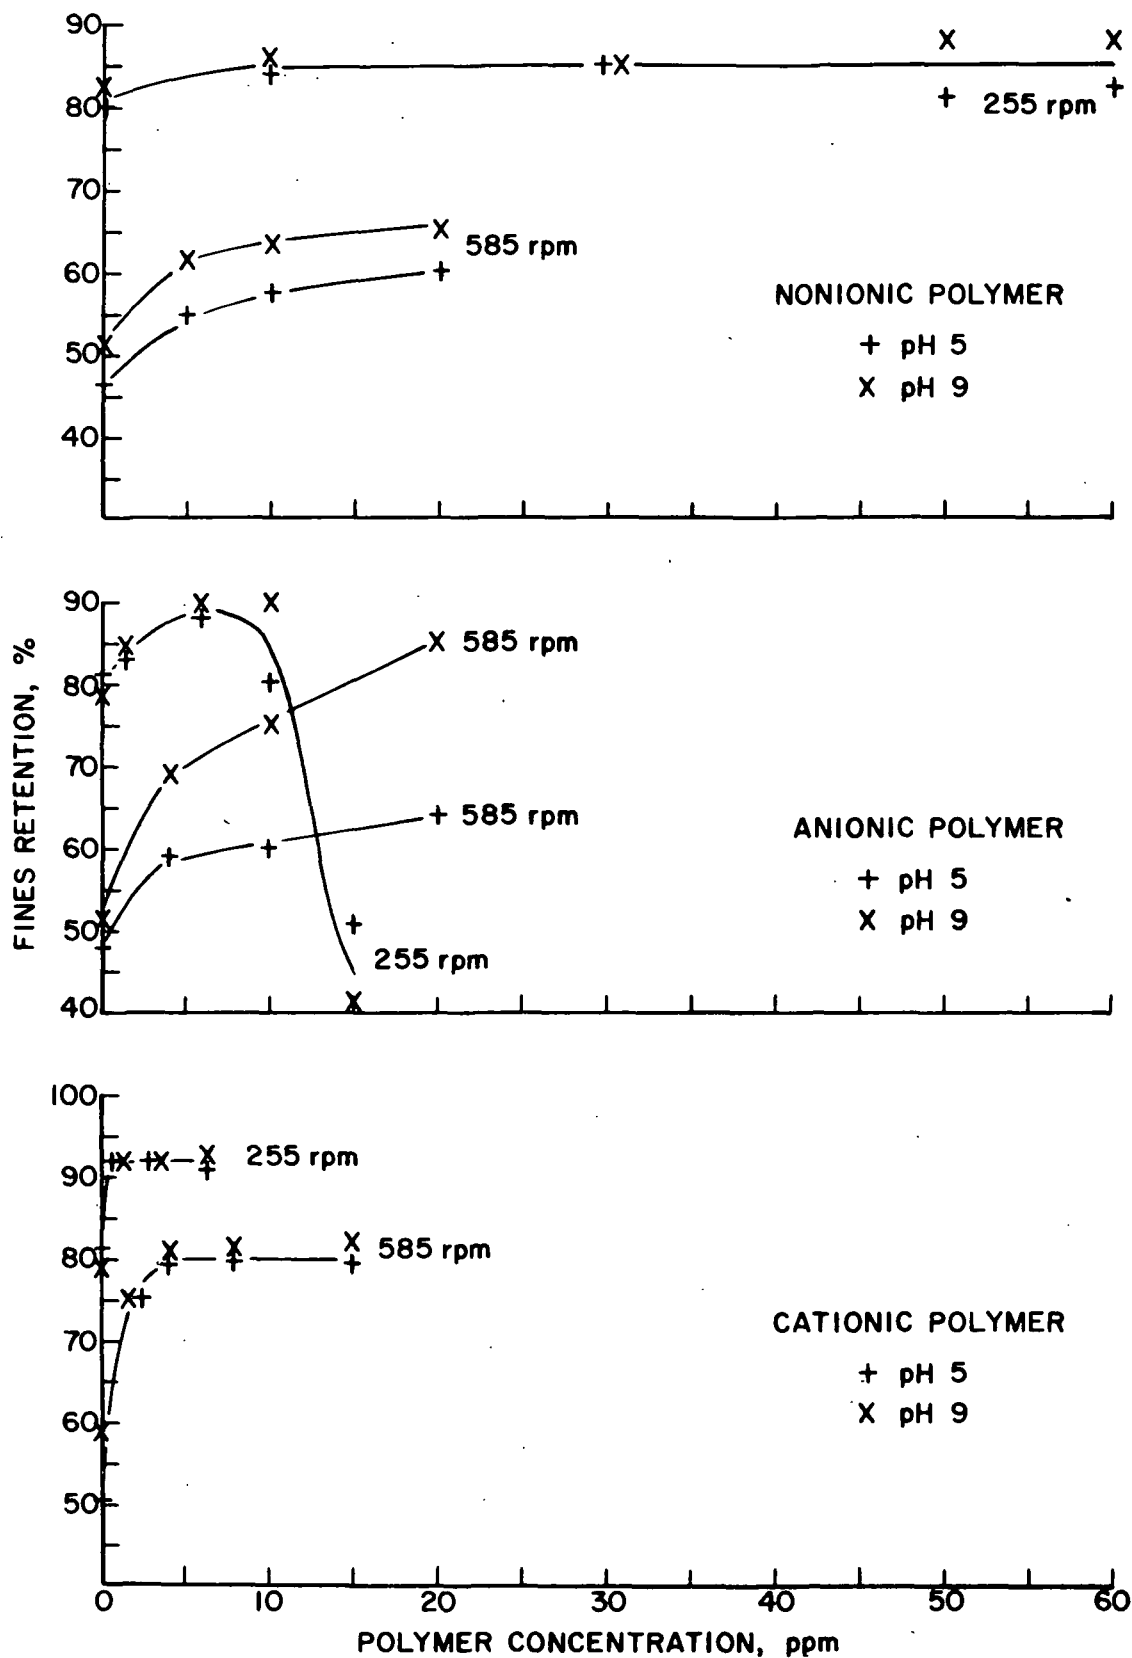 90
80
70
60
50
40
255 rpm
585 rpm
NONIONIC POLYMER
+ pH 5
X pH 9
FINES RETENTION, %
90
80
70
60
50
40
585 rpm
585 rpm
255 rpm
ANIONIC POLYMER
+ pH 5
X pH 9
100
90
80
70
60
50
255 rpm
585 rpm
CATIONIC POLYMER
+ pH 5
X pH 9
0 10 20 30 40 50 60
POLYMER CONCENTRATION, ppm